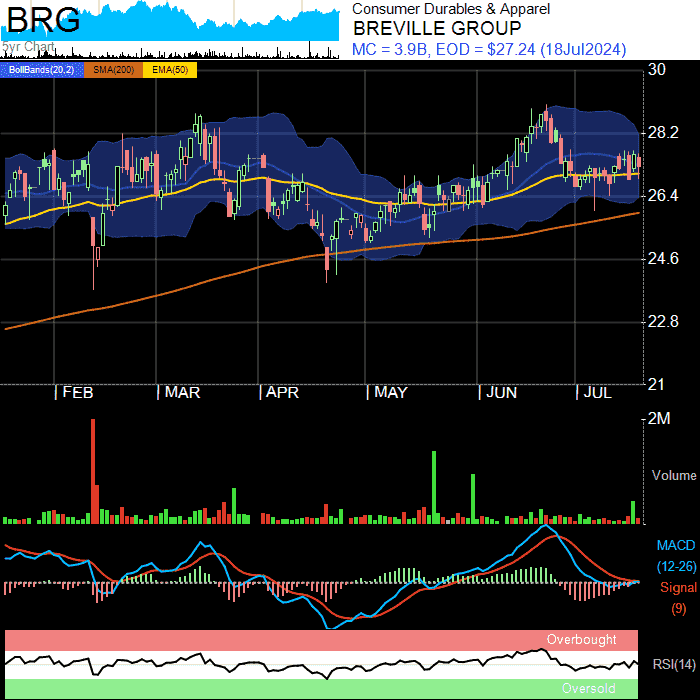 BRG
5yr Chart
Consumer Durables & Apparel
BREVILLE GROUP
MC = 3.9B, EOD = $27.24 (18Jul2024)
BollBands(20,2) SMA(200) EMA(50)
30
28.2
26.4
24.6
22.8
21
FEB MAR APR MAY JUN JUL
2M
Volume
MACD
(12-26)
Signal
(9)
Overbought
RSI(14)
Oversold